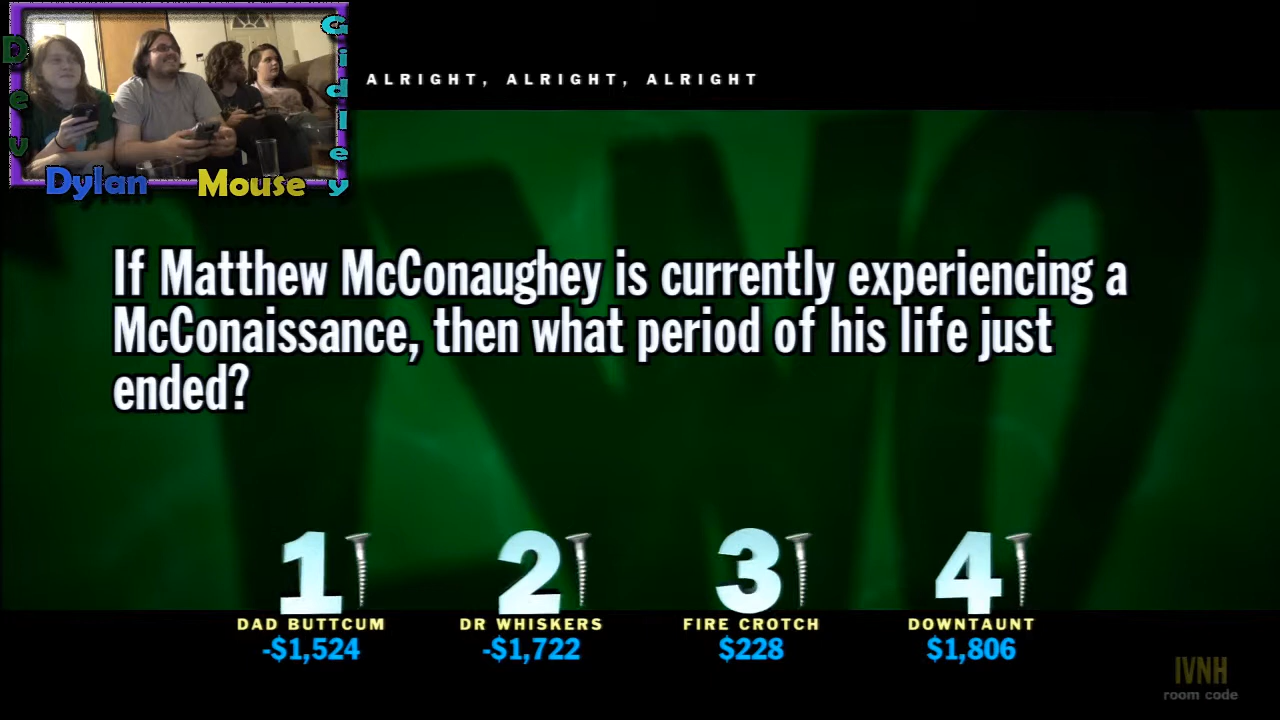 Dev
Dylan
Mouse
Gidley
ALRIGHT, ALRIGHT, ALRIGHT
If Matthew McConaughey is currently experiencing a
McConaissance, then what period of his life just
ended?
1 2 3 4
DAD BUTTCUM DR WHISKERS FIRE CROTCH DOWNTAUNT
-$1,524 -$1,722 $228 $1,806
IVNH
room code